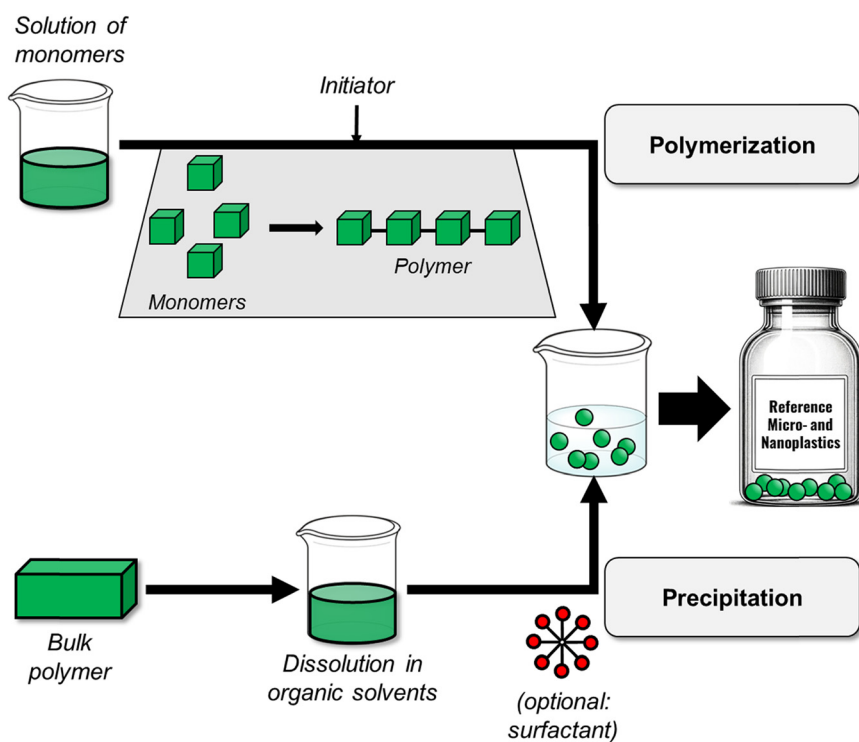 Solution of
monomers
Initiator
Polymerization
Monomers
Polymer
Reference
Micro- and
Nanoplastics
Bulk
polymer
Dissolution in
organic solvents
(optional:
surfactant)
Precipitation